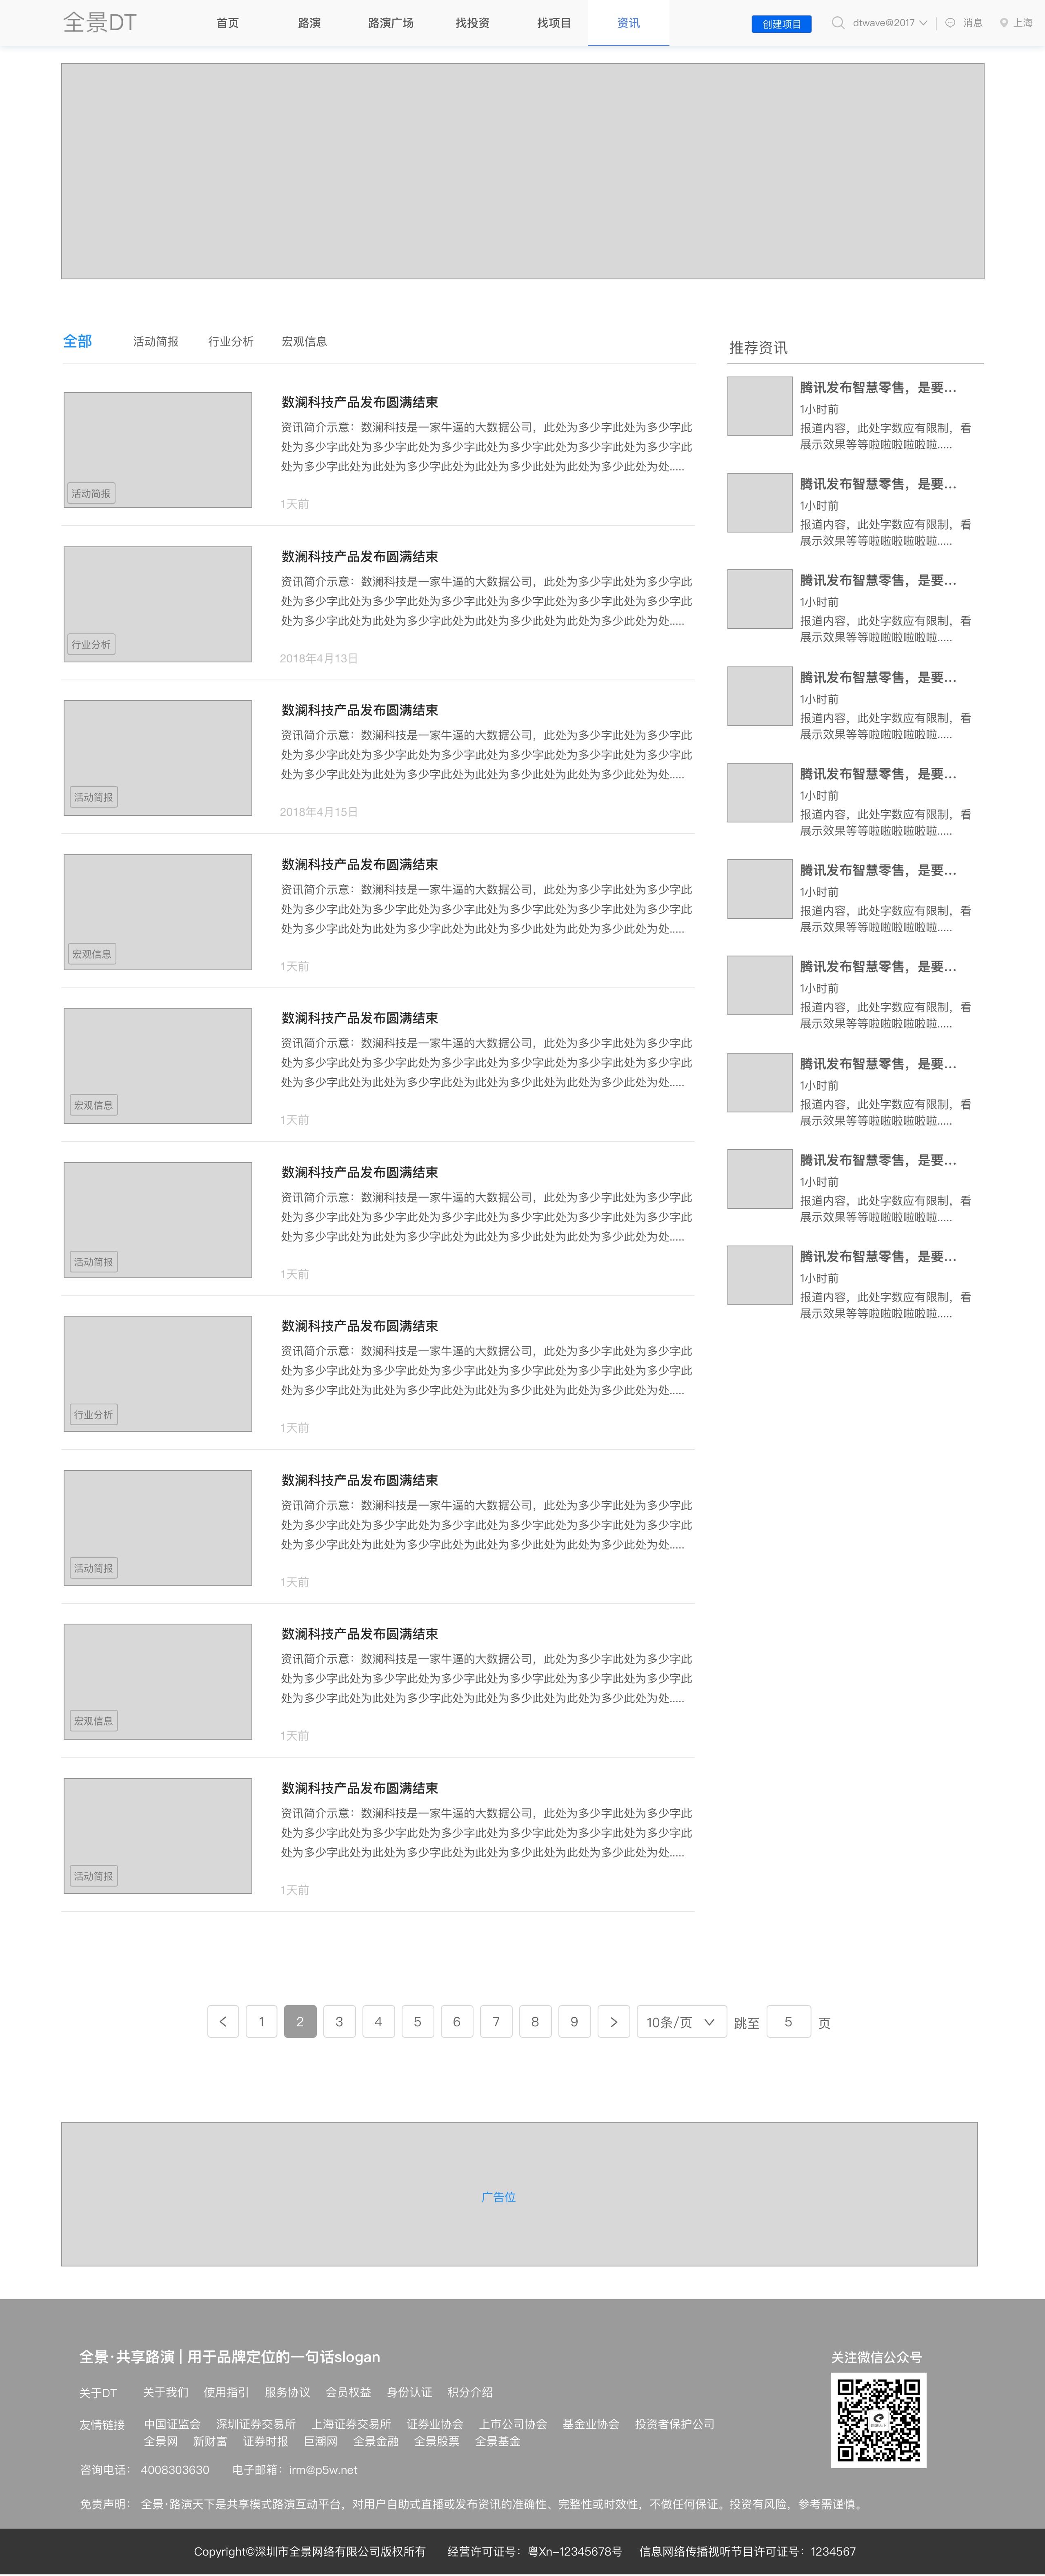 全景DT 首页 路演 路演广场 找投资 找项目 资讯 创建项目 dtwave@2017 消息 上海
全部 活动简报 行业分析 宏观信息
数澜科技产品发布圆满结束
资讯简介示意：数澜科技是一家牛逼的大数据公司，此处为多少字此处为多少字此
处为多少字此处为多少字此处为多少字此处为多少字此处为多少字此处为多少字此
处为多少字此处为此处为多少字此处为此处为多少此处为此处为多少此处为处.....
活动简报
1天前
数澜科技产品发布圆满结束
资讯简介示意：数澜科技是一家牛逼的大数据公司，此处为多少字此处为多少字此
处为多少字此处为多少字此处为多少字此处为多少字此处为多少字此处为多少字此
处为多少字此处为此处为多少字此处为此处为多少此处为此处为多少此处为处.....
行业分析
2018年4月13日
数澜科技产品发布圆满结束
资讯简介示意：数澜科技是一家牛逼的大数据公司，此处为多少字此处为多少字此
处为多少字此处为多少字此处为多少字此处为多少字此处为多少字此处为多少字此
处为多少字此处为此处为多少字此处为此处为多少此处为此处为多少此处为处.....
活动简报
2018年4月15日
数澜科技产品发布圆满结束
资讯简介示意：数澜科技是一家牛逼的大数据公司，此处为多少字此处为多少字此
处为多少字此处为多少字此处为多少字此处为多少字此处为多少字此处为多少字此
处为多少字此处为此处为多少字此处为此处为多少此处为此处为多少此处为处.....
宏观信息
1天前
数澜科技产品发布圆满结束
资讯简介示意：数澜科技是一家牛逼的大数据公司，此处为多少字此处为多少字此
处为多少字此处为多少字此处为多少字此处为多少字此处为多少字此处为多少字此
处为多少字此处为此处为多少字此处为此处为多少此处为此处为多少此处为处.....
宏观信息
1天前
数澜科技产品发布圆满结束
资讯简介示意：数澜科技是一家牛逼的大数据公司，此处为多少字此处为多少字此
处为多少字此处为多少字此处为多少字此处为多少字此处为多少字此处为多少字此
处为多少字此处为此处为多少字此处为此处为多少此处为此处为多少此处为处.....
活动简报
1天前
数澜科技产品发布圆满结束
资讯简介示意：数澜科技是一家牛逼的大数据公司，此处为多少字此处为多少字此
处为多少字此处为多少字此处为多少字此处为多少字此处为多少字此处为多少字此
处为多少字此处为此处为多少字此处为此处为多少此处为此处为多少此处为处.....
行业分析
1天前
数澜科技产品发布圆满结束
资讯简介示意：数澜科技是一家牛逼的大数据公司，此处为多少字此处为多少字此
处为多少字此处为多少字此处为多少字此处为多少字此处为多少字此处为多少字此
处为多少字此处为此处为多少字此处为此处为多少此处为此处为多少此处为处.....
活动简报
1天前
数澜科技产品发布圆满结束
资讯简介示意：数澜科技是一家牛逼的大数据公司，此处为多少字此处为多少字此
处为多少字此处为多少字此处为多少字此处为多少字此处为多少字此处为多少字此
处为多少字此处为此处为多少字此处为此处为多少此处为此处为多少此处为处.....
宏观信息
1天前
数澜科技产品发布圆满结束
资讯简介示意：数澜科技是一家牛逼的大数据公司，此处为多少字此处为多少字此
处为多少字此处为多少字此处为多少字此处为多少字此处为多少字此处为多少字此
处为多少字此处为此处为多少字此处为此处为多少此处为此处为多少此处为处.....
活动简报
1天前
推荐资讯
腾讯发布智慧零售，是要...
1小时前
报道内容，此处字数应有限制，看
展示效果等等啦啦啦啦啦啦.....
腾讯发布智慧零售，是要...
1小时前
报道内容，此处字数应有限制，看
展示效果等等啦啦啦啦啦啦.....
腾讯发布智慧零售，是要...
1小时前
报道内容，此处字数应有限制，看
展示效果等等啦啦啦啦啦啦.....
腾讯发布智慧零售，是要...
1小时前
报道内容，此处字数应有限制，看
展示效果等等啦啦啦啦啦啦.....
腾讯发布智慧零售，是要...
1小时前
报道内容，此处字数应有限制，看
展示效果等等啦啦啦啦啦啦.....
腾讯发布智慧零售，是要...
1小时前
报道内容，此处字数应有限制，看
展示效果等等啦啦啦啦啦啦.....
腾讯发布智慧零售，是要...
1小时前
报道内容，此处字数应有限制，看
展示效果等等啦啦啦啦啦啦.....
腾讯发布智慧零售，是要...
1小时前
报道内容，此处字数应有限制，看
展示效果等等啦啦啦啦啦啦.....
腾讯发布智慧零售，是要...
1小时前
报道内容，此处字数应有限制，看
展示效果等等啦啦啦啦啦啦.....
腾讯发布智慧零售，是要...
1小时前
报道内容，此处字数应有限制，看
展示效果等等啦啦啦啦啦啦.....
< 1 2 3 4 5 6 7 8 9 > 10条/页 跳至 5 页
广告位
全景·共享路演 | 用于品牌定位的一句话slogan
关于DT 关于我们 使用指引 服务协议 会员权益 身份认证 积分介绍
友情链接 中国证监会 深圳证券交易所 上海证券交易所 证券业协会 上市公司协会 基金业协会 投资者保护公司
全景网 新财富 证券时报 巨潮网 全景金融 全景股票 全景基金
咨询电话： 4008303630 电子邮箱：irm@p5w.net
免责声明： 全景·路演天下是共享模式路演互动平台，对用户自助式直播或发布资讯的准确性、完整性或时效性，不做任何保证。投资有风险，参考需谨慎。
关注微信公众号
Copyright©深圳市全景网络有限公司版权所有 经营许可证号：粤Xn-12345678号 信息网络传播视听节目许可证号：1234567